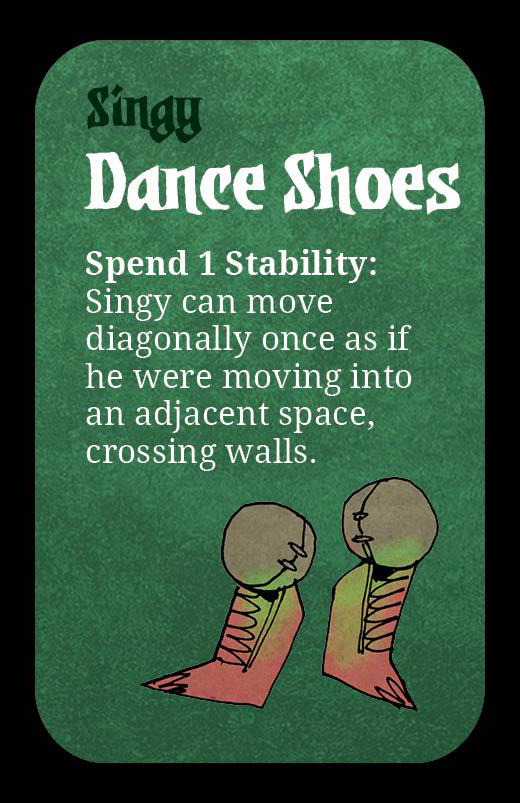 Singy
Dance Shoes
Spend 1 Stability:
Singy can move
diagonally once as if
he were moving into
an adjacent space,
crossing walls.